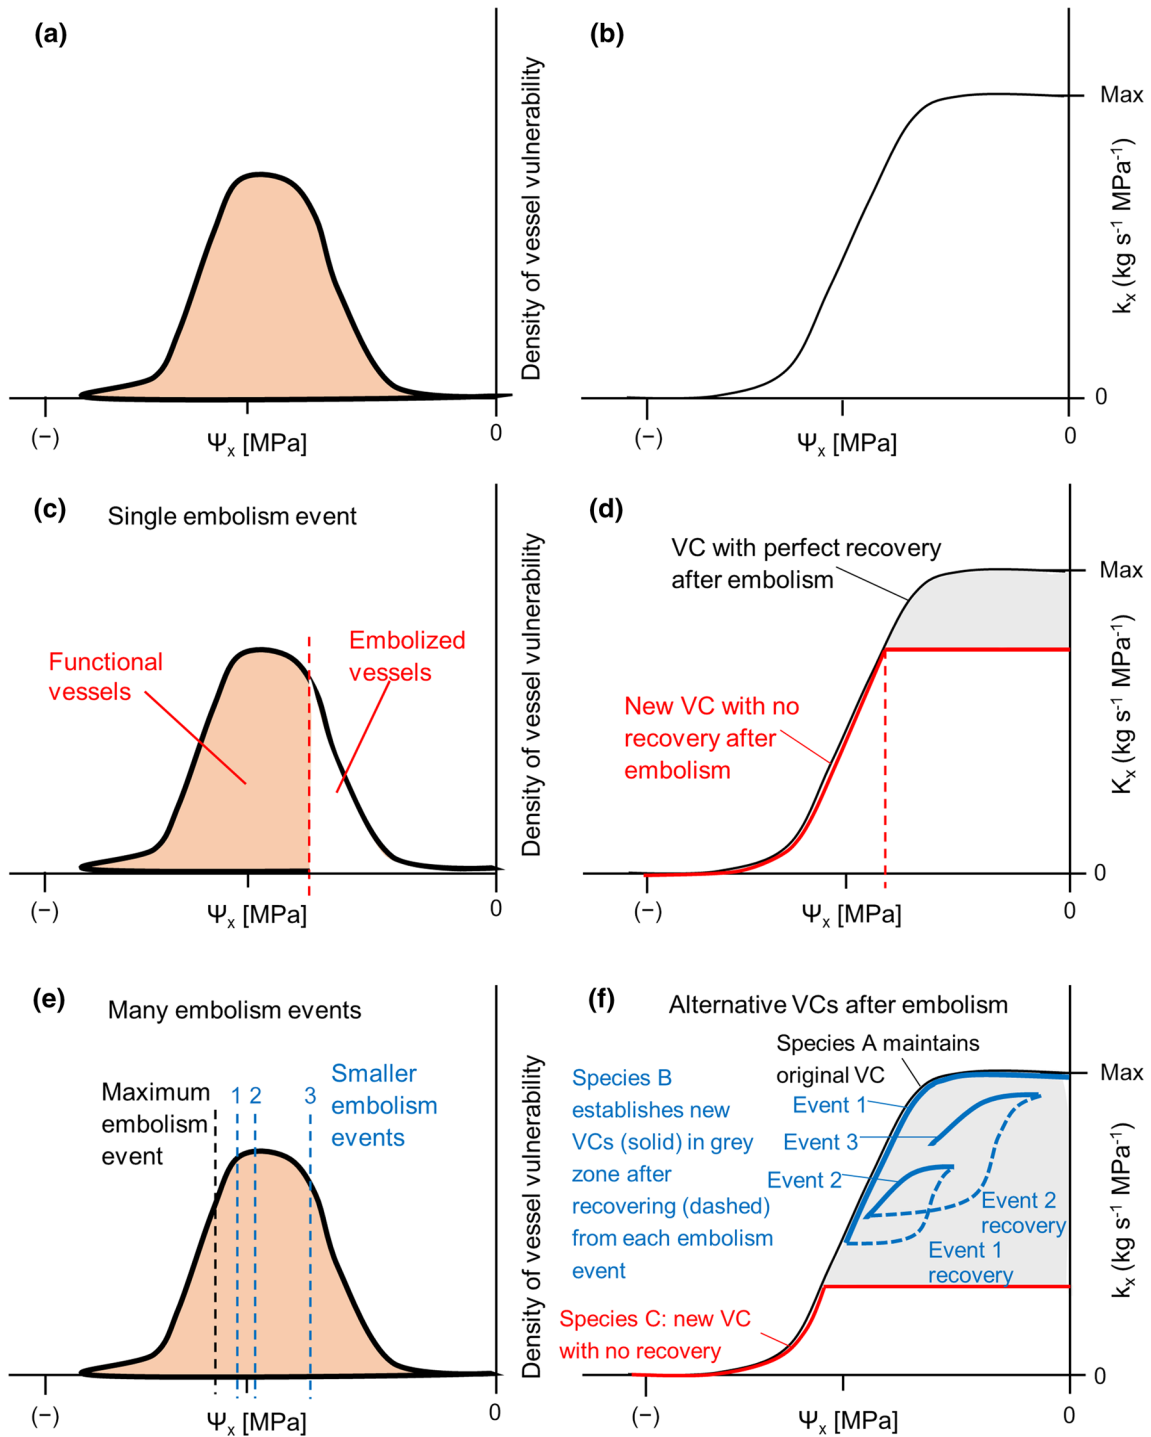 (a)
Density of vessel vulnerability
(−)
Ψx [MPa]
0
(b)
Max
kx (kg s-1 MPa-1)
0
(−)
Ψx [MPa]
0
(c)
Single embolism event
Density of vessel vulnerability
Functional
vessels
Embolized
vessels
(−)
Ψx [MPa]
0
(d)
VC with perfect recovery
after embolism
Max
Kx (kg s-1 MPa-1)
New VC with no
recovery after
embolism
0
(−)
Ψx [MPa]
0
(e)
Many embolism events
Density of vessel vulnerability
Maximum
embolism
event
1
2
3
Smaller
embolism
events
(−)
Ψx [MPa]
0
(f)
Alternative VCs after embolism
Species A maintains
original VC
Max
kx (kg s-1 MPa-1)
Species B
establishes new
VCs (solid) in grey
zone after
recovering (dashed)
from each embolism
event
Event 1
Event 3
Event 2
Event 2
recovery
Event 1
recovery
Species C: new VC
with no recovery
0
(−)
Ψx [MPa]
0